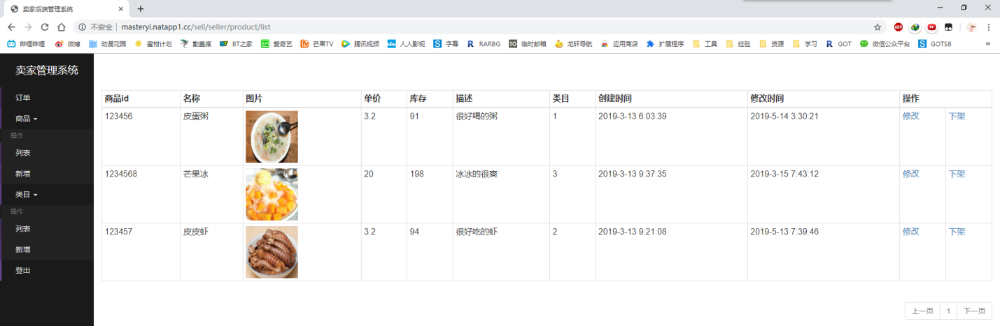 卖家后端管理系统
不安全 | masteryi.natapp1.cc/sell/seller/product/list
哔哩哔哩 微博 动漫花园 蜜柑计划 動畫瘋 BT之家 爱奇艺 芒果TV 腾讯视频 人人影视 字幕 RARBG 临时邮箱 龙轩导航 应用商店 扩展程序 工具 经验 资源 学习 GOT 微信公众平台 GOTS8 »
卖家管理系统
订单
商品
操作
列表
新增
类目
操作
列表
新增
登出
商品id 名称 图片 单价 库存 描述 类目 创建时间 修改时间 操作
123456 皮蛋粥 3.2 91 很好喝的粥 1 2019-3-13 6:03:39 2019-5-14 3:30:21 修改 下架
1234568 芒果冰 20 198 冰冰的很爽 3 2019-3-13 9:37:35 2019-3-15 7:43:12 修改 下架
123457 皮皮虾 3.2 94 很好吃的虾 2 2019-3-13 9:21:08 2019-5-13 7:39:46 修改 下架
上一页 1 下一页